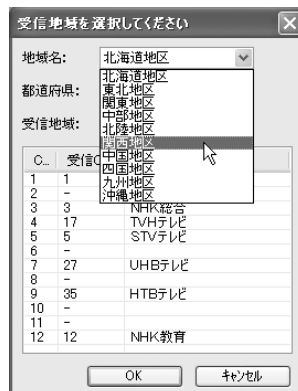 受信地域を選択してください
地域名: 北海道地区
北海道地区
都道府県: 東北地区
関東地区
中部地区
受信地域: 北陸地区
関西地区
中国地区
四国地区
九州地区
沖縄地区
C... 受信C
1 1
2 -
3 3 NHK総合
4 17 TVHテレビ
5 5 STVテレビ
6 -
7 27 UHBテレビ
8 -
9 35 HTBテレビ
10 -
11 -
12 12 NHK教育
OK キャンセル